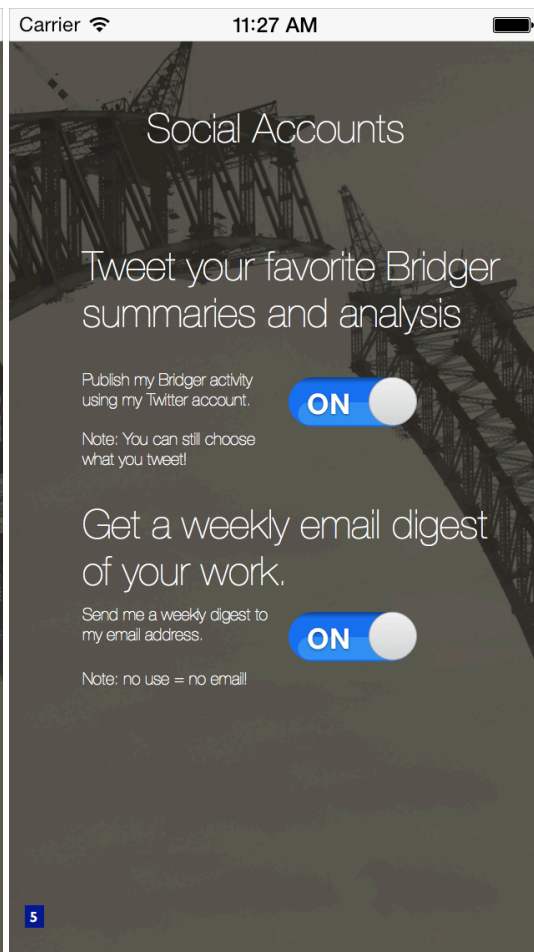 Carrier 11:27 AM
Social Accounts
Tweet your favorite Bridger
summaries and analysis
Publish my Bridger activity
using my Twitter account.
ON
Note: You can still choose
what you tweet!
Get a weekly email digest
of your work.
Send me a weekly digest to
my email address.
ON
Note: no use = no email!
5